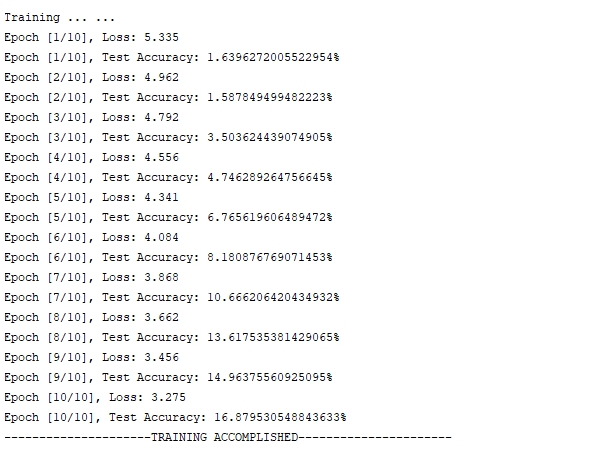 Training ... ...
Epoch [1/10], Loss: 5.335
Epoch [1/10], Test Accuracy: 1.6396272005522954%
Epoch [2/10], Loss: 4.962
Epoch [2/10], Test Accuracy: 1.587849499482223%
Epoch [3/10], Loss: 4.792
Epoch [3/10], Test Accuracy: 3.503624439074905%
Epoch [4/10], Loss: 4.556
Epoch [4/10], Test Accuracy: 4.746289264756645%
Epoch [5/10], Loss: 4.341
Epoch [5/10], Test Accuracy: 6.765619606489472%
Epoch [6/10], Loss: 4.084
Epoch [6/10], Test Accuracy: 8.180876769071453%
Epoch [7/10], Loss: 3.868
Epoch [7/10], Test Accuracy: 10.666206420434932%
Epoch [8/10], Loss: 3.662
Epoch [8/10], Test Accuracy: 13.617535381429065%
Epoch [9/10], Loss: 3.456
Epoch [9/10], Test Accuracy: 14.96375560925095%
Epoch [10/10], Loss: 3.275
Epoch [10/10], Test Accuracy: 16.879530548843633%
---------------------TRAINING ACCOMPLISHED----------------------